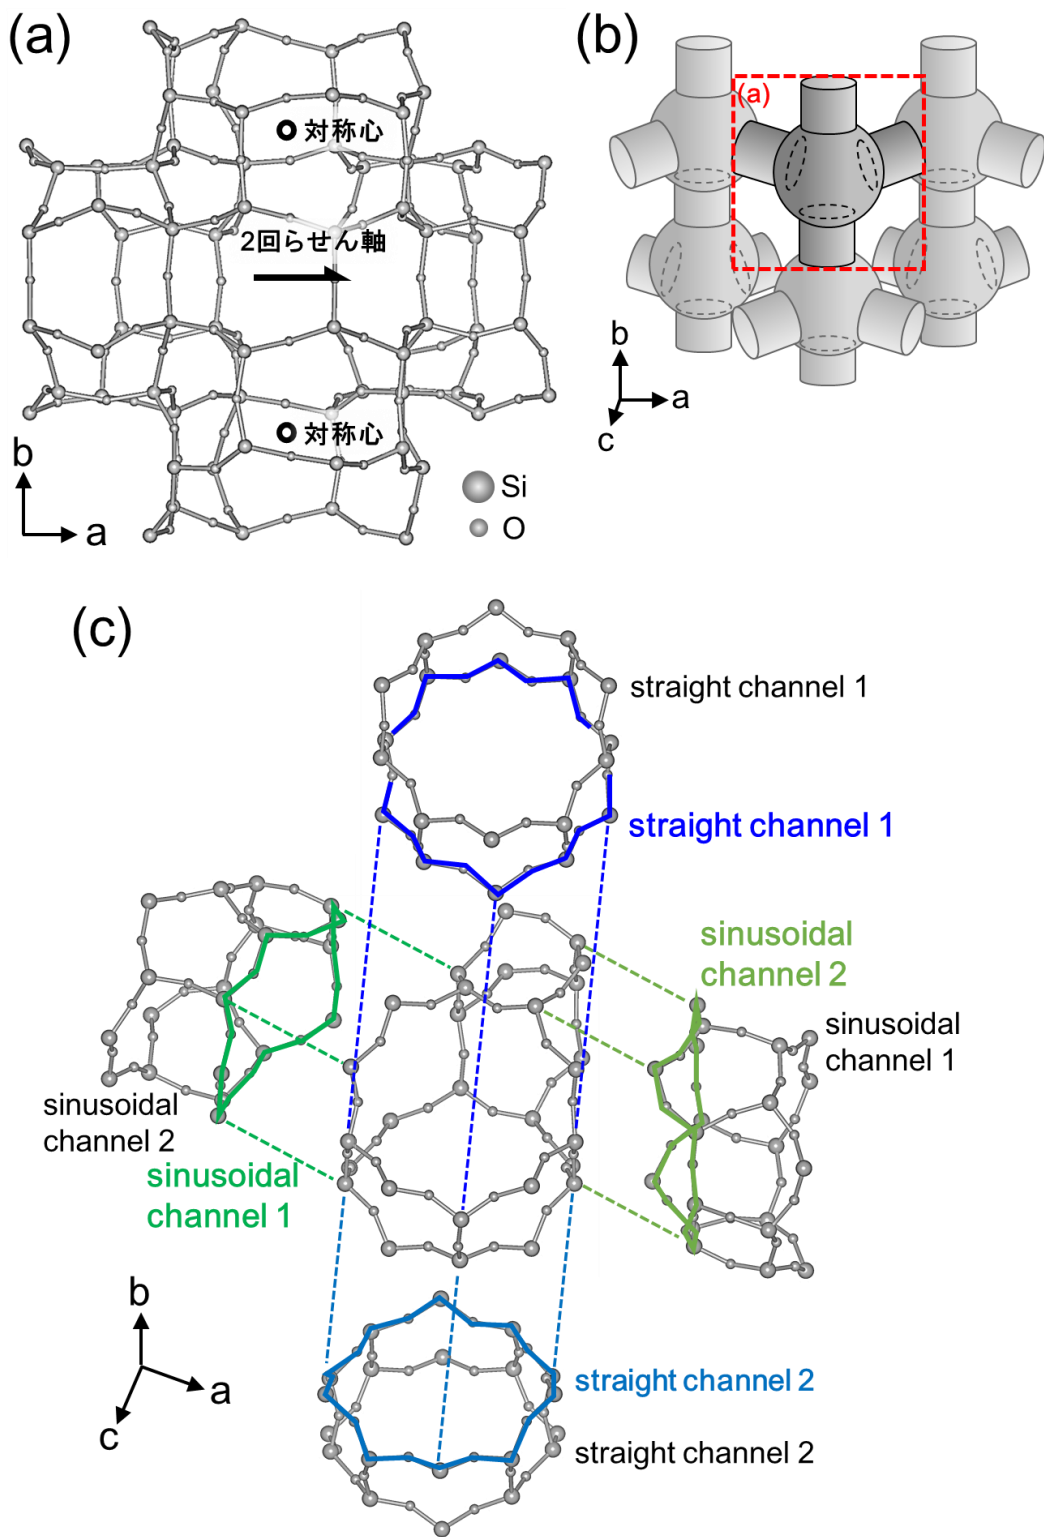 (a)
対称心
2回らせん軸
対称心
b
a
Si
O
(b)
(a)
b
a
c
(c)
straight channel 1
straight channel 1
sinusoidal
channel 2
sinusoidal
channel 1
sinusoidal
channel 2
sinusoidal
channel 1
b
a
c
straight channel 2
straight channel 2